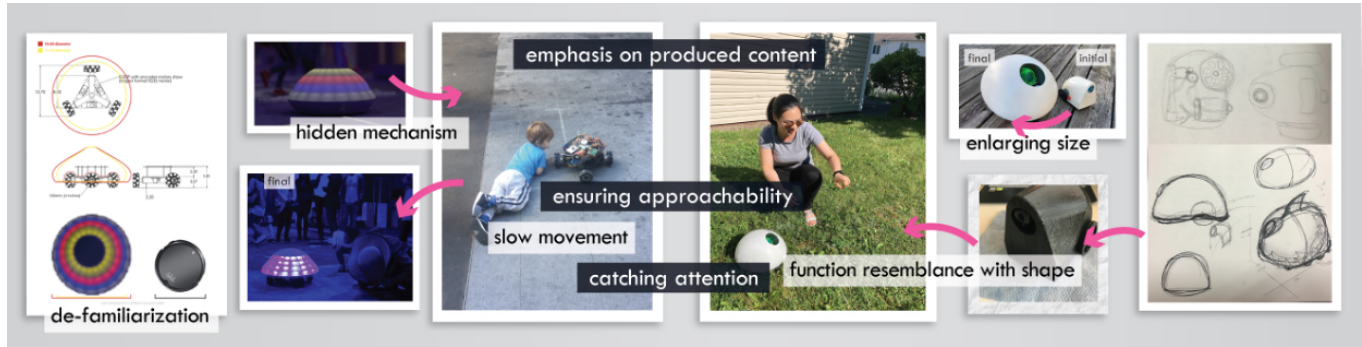 emphasis on produced content
final
initial
hidden mechanism
enlarging size
final
ensuring approachability
slow movement
catching attention
function resemblance with shape
de-familiarization